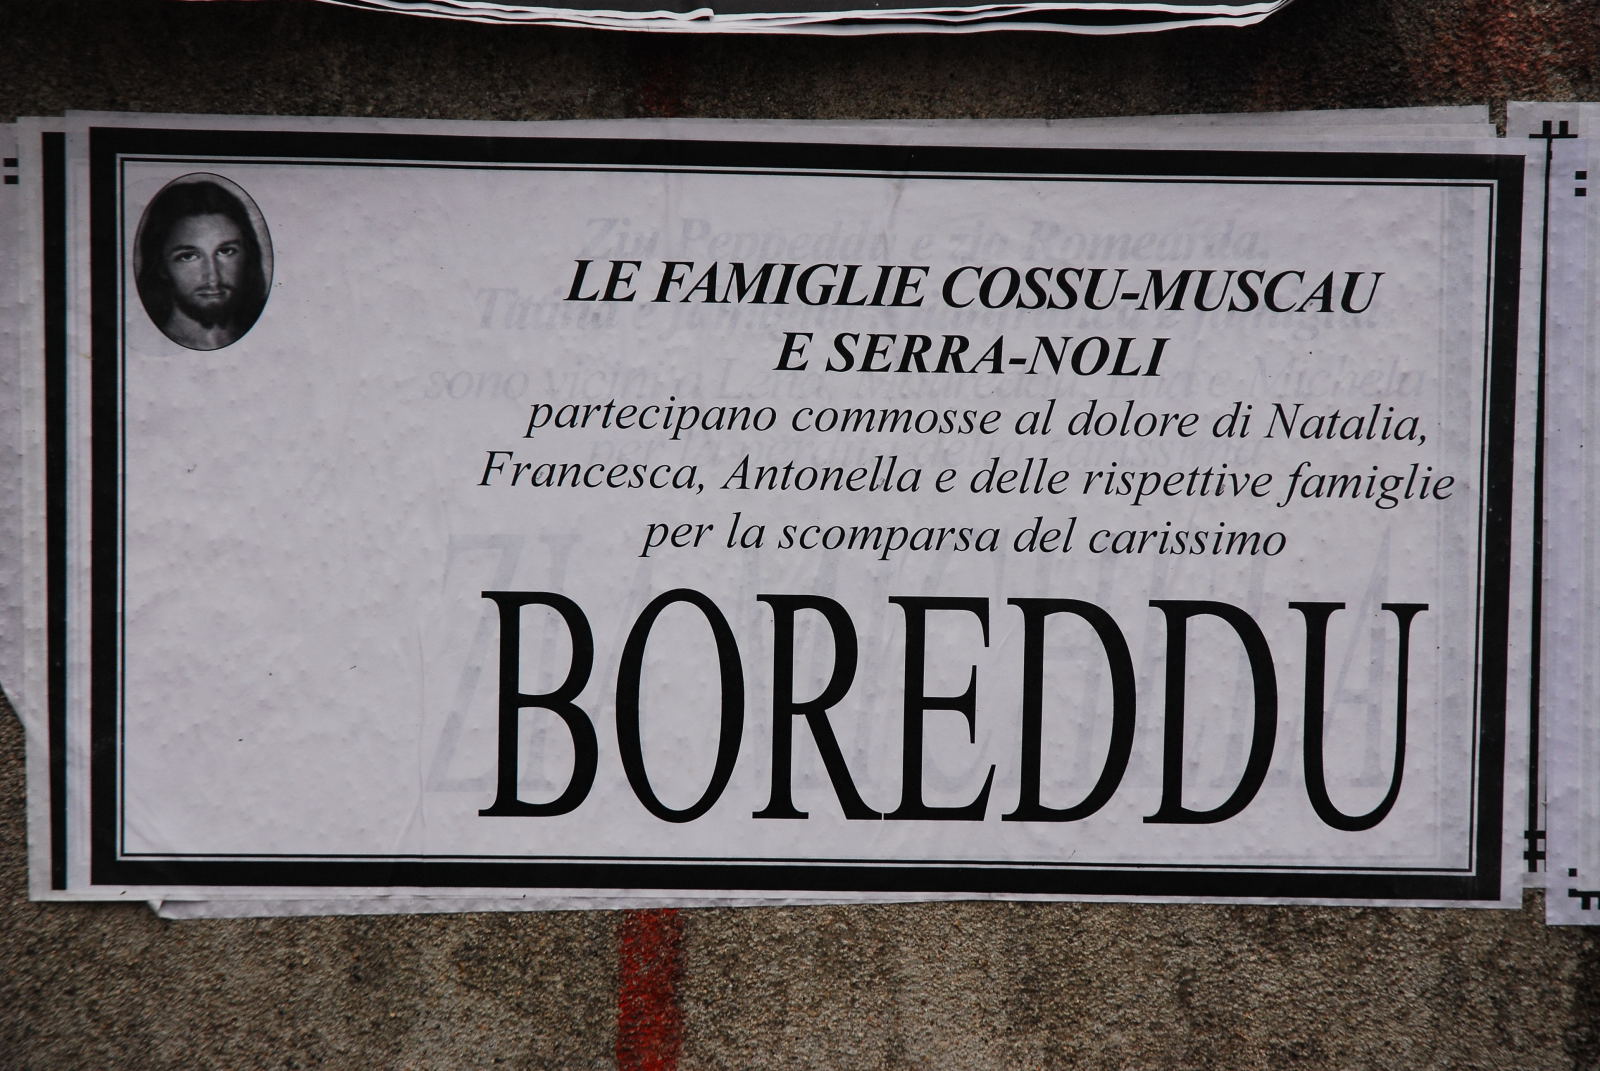 LE FAMIGLIE COSSU-MUSCAU
E SERRA-NOLI
partecipano commosse al dolore di Natalia,
Francesca, Antonella e delle rispettive famiglie
per la scomparsa del carissimo
BOREDDU